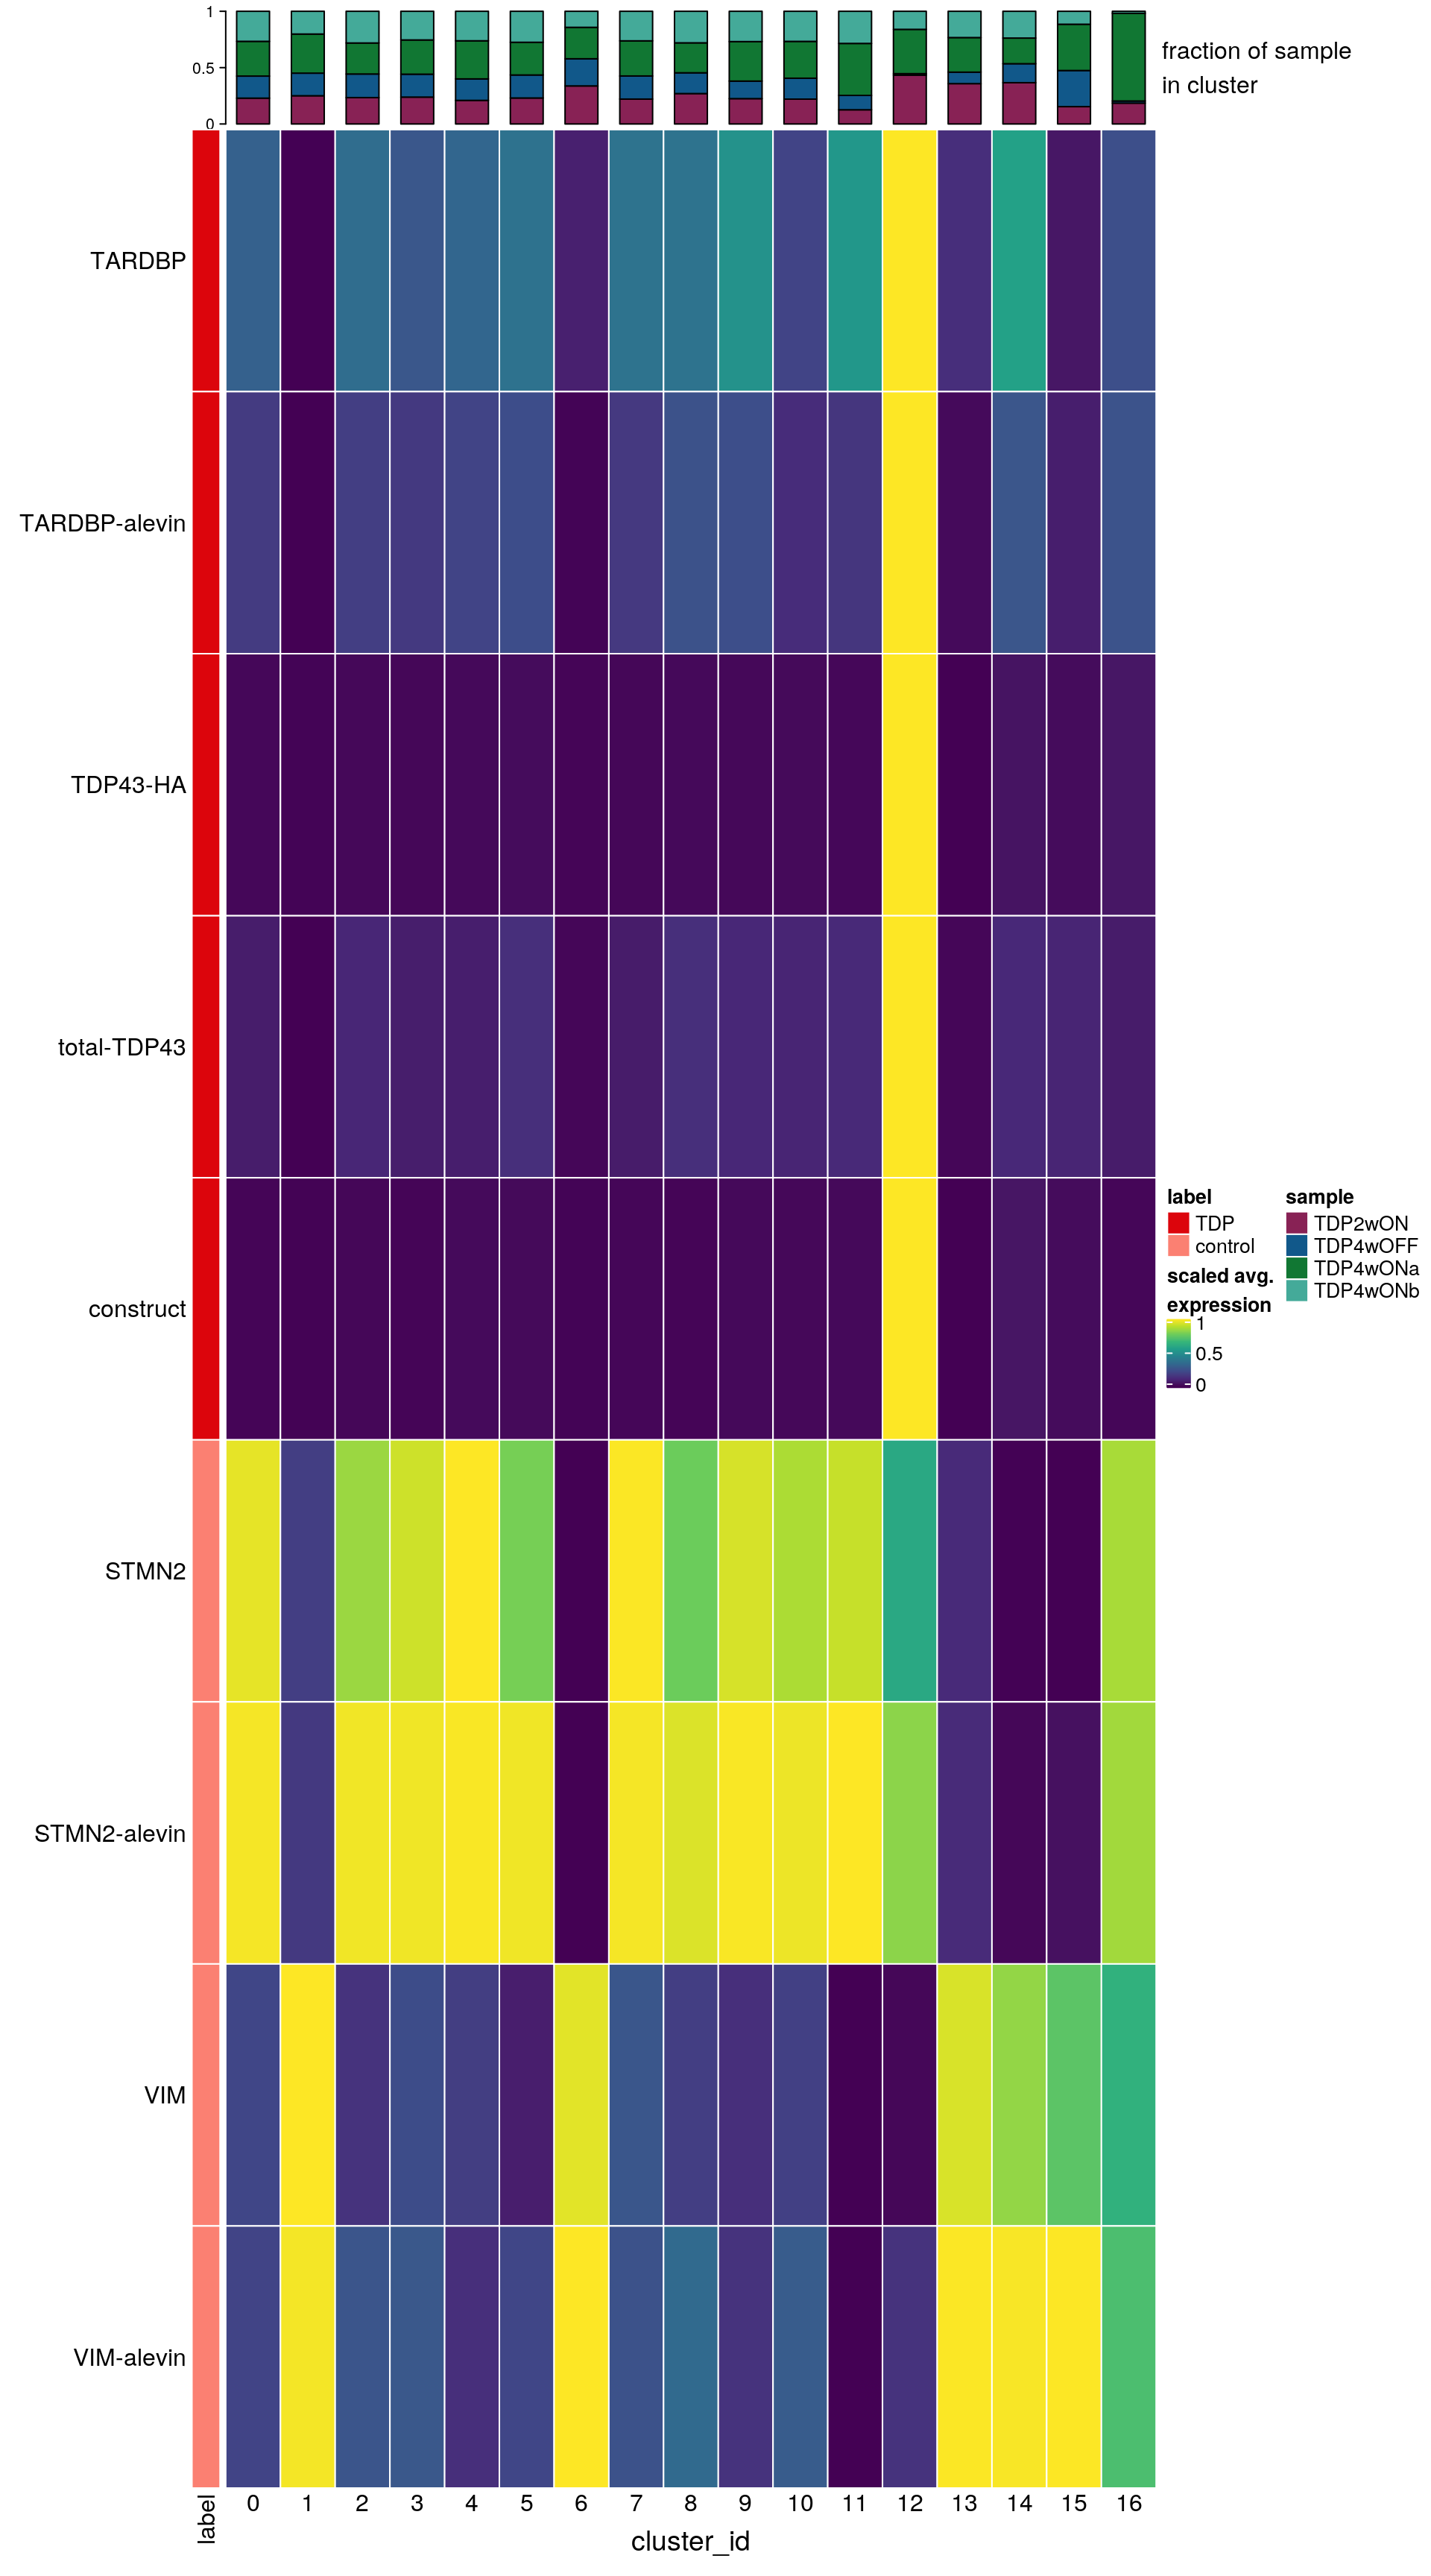 1
0.5
0
fraction of sample
in cluster
TARDBP
TARDBP-alevin
TDP43-HA
total-TDP43
construct
STMN2
STMN2-alevin
VIM
VIM-alevin
label
TDP
control
scaled avg.
expression
1
0.5
0
sample
TDP2wON
TDP4wOFF
TDP4wONa
TDP4wONb
label
0 1 2 3 4 5 6 7 8 9 10 11 12 13 14 15 16
cluster_id